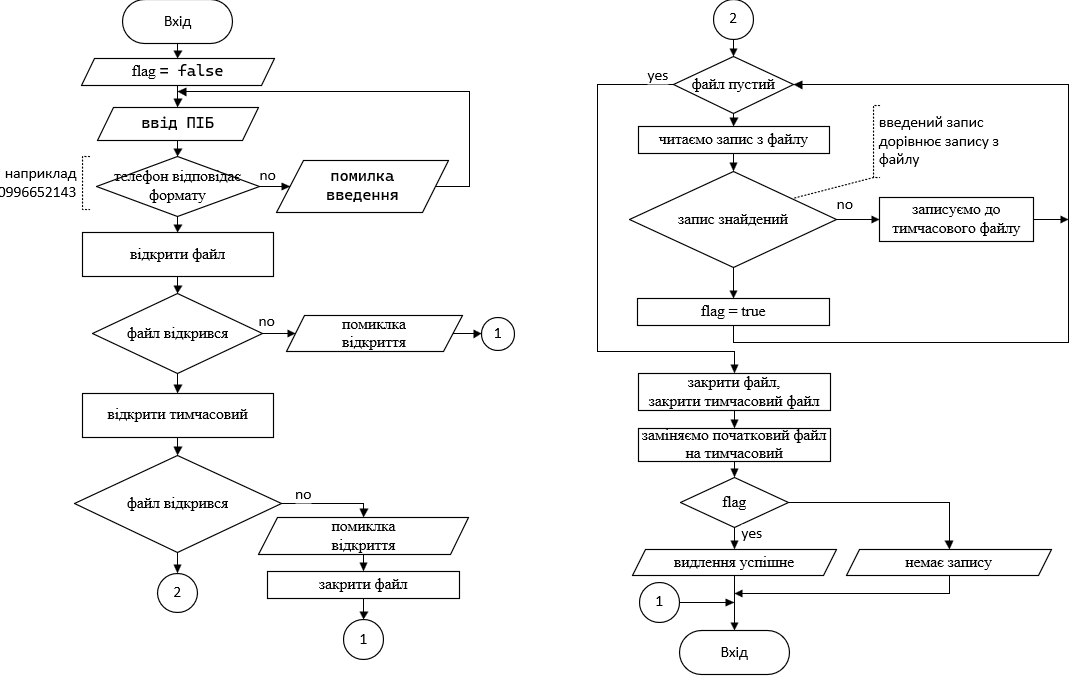 Вхід
flag = false
ввід ПІБ
наприклад
0996652143
телефон відповідає
формату
no
помилка
введення
відкрити файл
файл відкрився
no
помиклка
відкриття
1
відкрити тимчасовий
файл відкрився
no
помиклка
відкриття
закрити файл
2
1
2
yes
файл пустий
читаємо запис з файлу
введений запис
дорівнює запису з
файлу
запис знайдений
no
записуємо до
тимчасового файлу
flag = true
закрити файл,
закрити тимчасовий файл
заміняємо початковий файл
на тимчасовий
flag
yes
видлення успішне
немає запису
1
Вхід